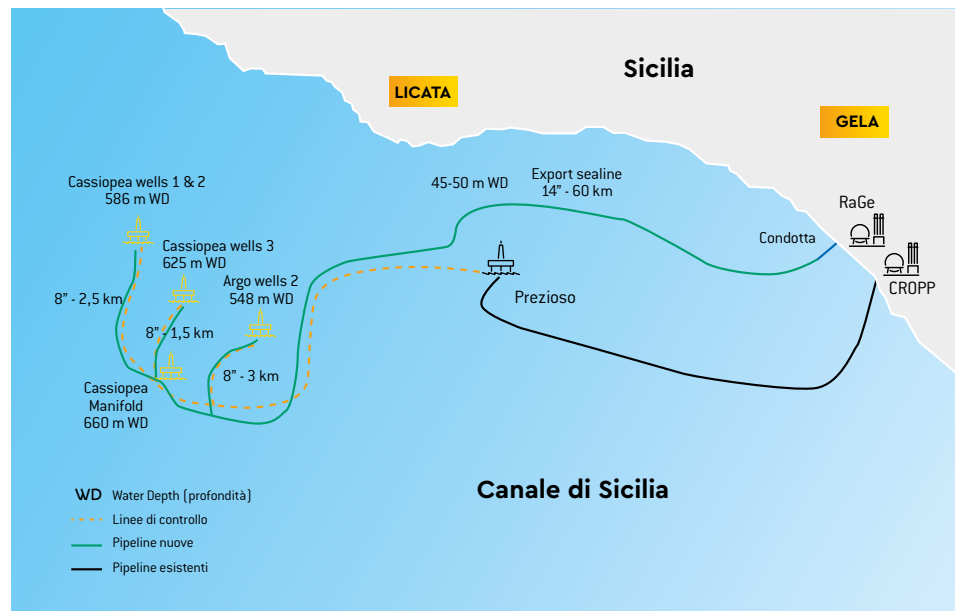 Sicilia
LICATA
GELA
Cassiopea wells 1 & 2
586 m WD
Cassiopea wells 3
625 m WD
Argo wells 2
548 m WD
45-50 m WD
Export sealine
14” - 60 km
RaGe
Condotta
CROPP
Prezioso
8” - 2,5 km
8” - 1,5 km
8” - 3 km
Cassiopea
Manifold
660 m WD
Canale di Sicilia
WD Water Depth (profondità)
Linee di controllo
Pipeline nuove
Pipeline esistenti